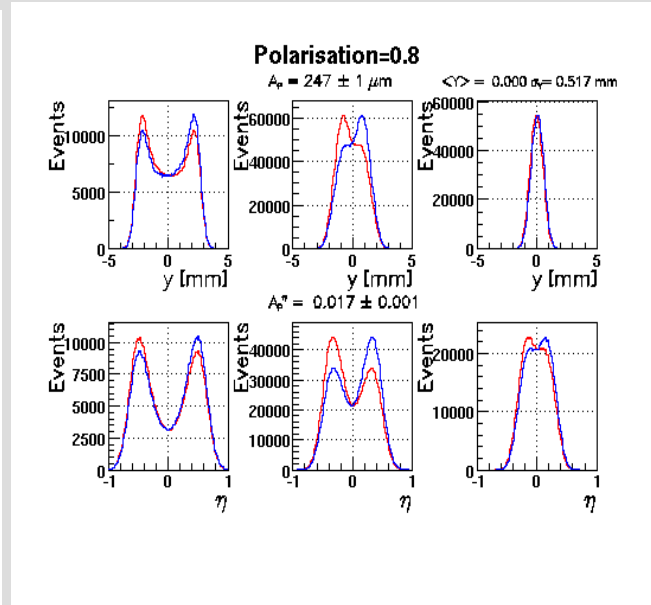 Polarisation=0.8
Aₚ = 247 ± 1 μm
<Y> = 0.000 σᵧ= 0.517 mm
Events
10000
5000
0
-5 0 5
y [mm]
Events
60000
40000
20000
0
-5 0 5
y [mm]
Events
60000
40000
20000
0
-5 0 5
y [mm]
Aₚη = 0.017 ± 0.001
Events
10000
7500
5000
2500
0
-1 0 1
η
Events
40000
30000
20000
10000
0
-1 0 1
η
Events
20000
10000
0
-1 0 1
η